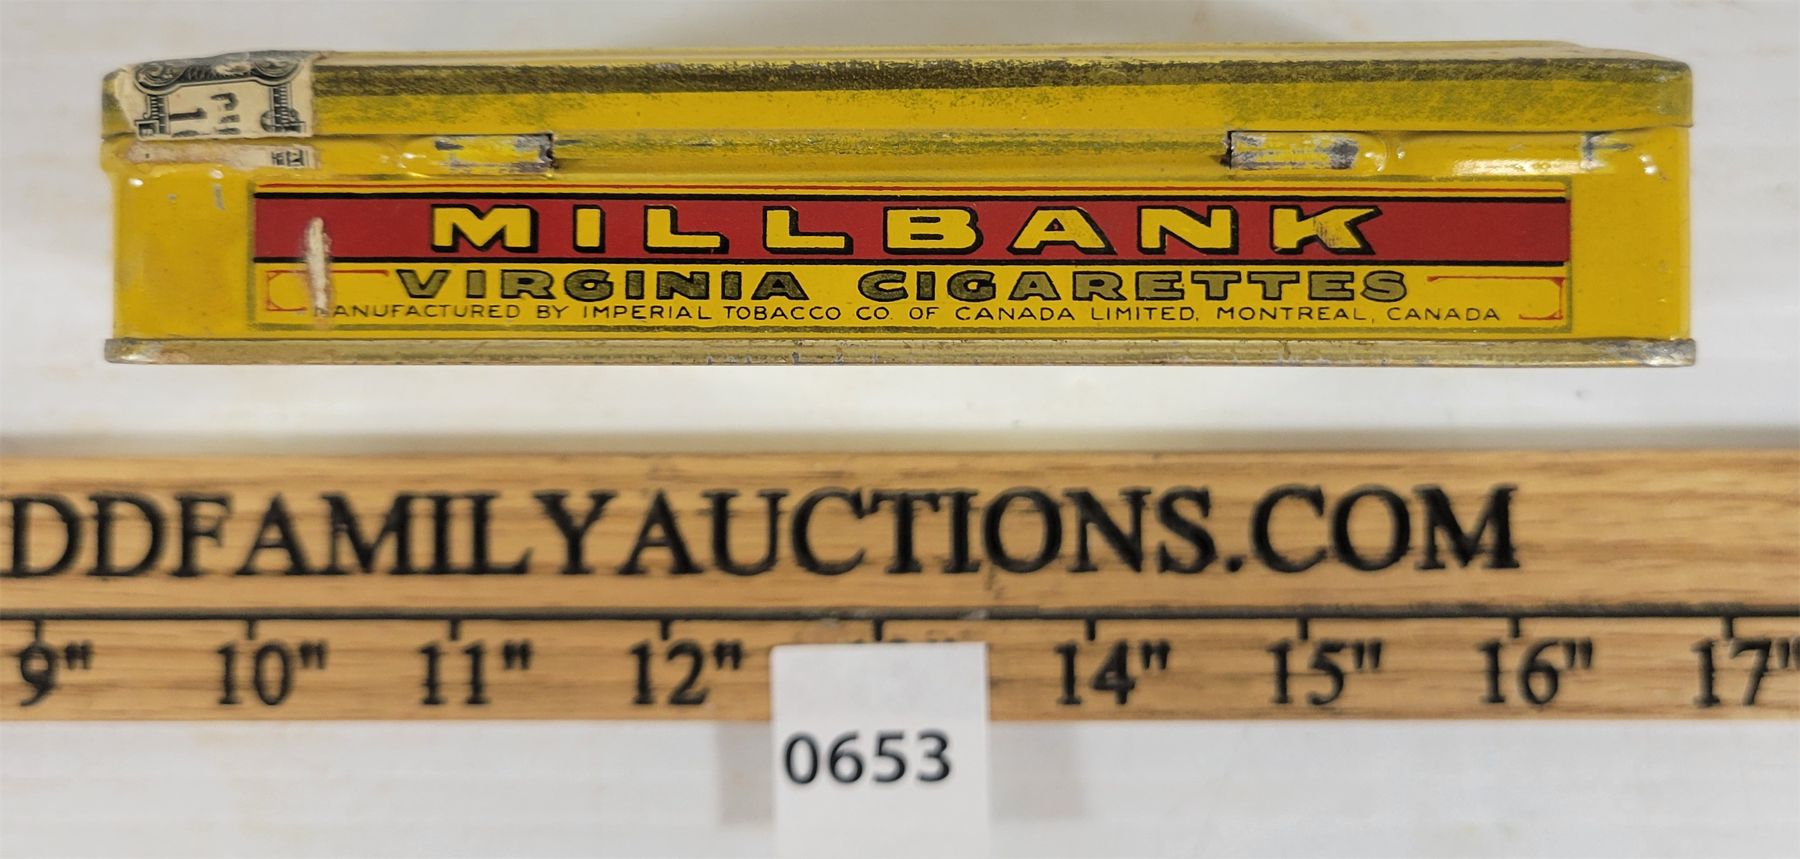 MILLBANK
VIRGINIA CIGARETTES
MANUFACTURED BY IMPERIAL TOBACCO CO. OF CANADA LIMITED, MONTREAL, CANADA
DDFAMILYAUCTIONS.COM
9" 10" 11" 12" 14" 15" 16" 17"
0653